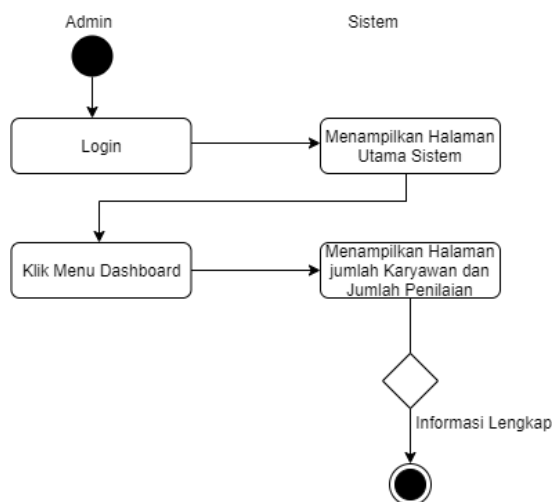 Admin
Sistem
Login
Menampilkan Halaman
Utama Sistem
Klik Menu Dashboard
Menampilkan Halaman
jumlah Karyawan dan
Jumlah Penilaian
Informasi Lengkap